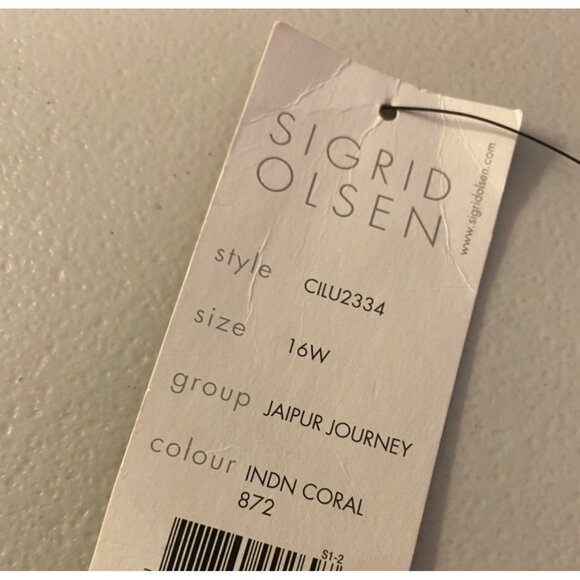 SIGRID
OLSEN
www.sigridolsen.com
style CILU2334
size 16W
group JAIPUR JOURNEY
colour INDN CORAL
872
S1-2